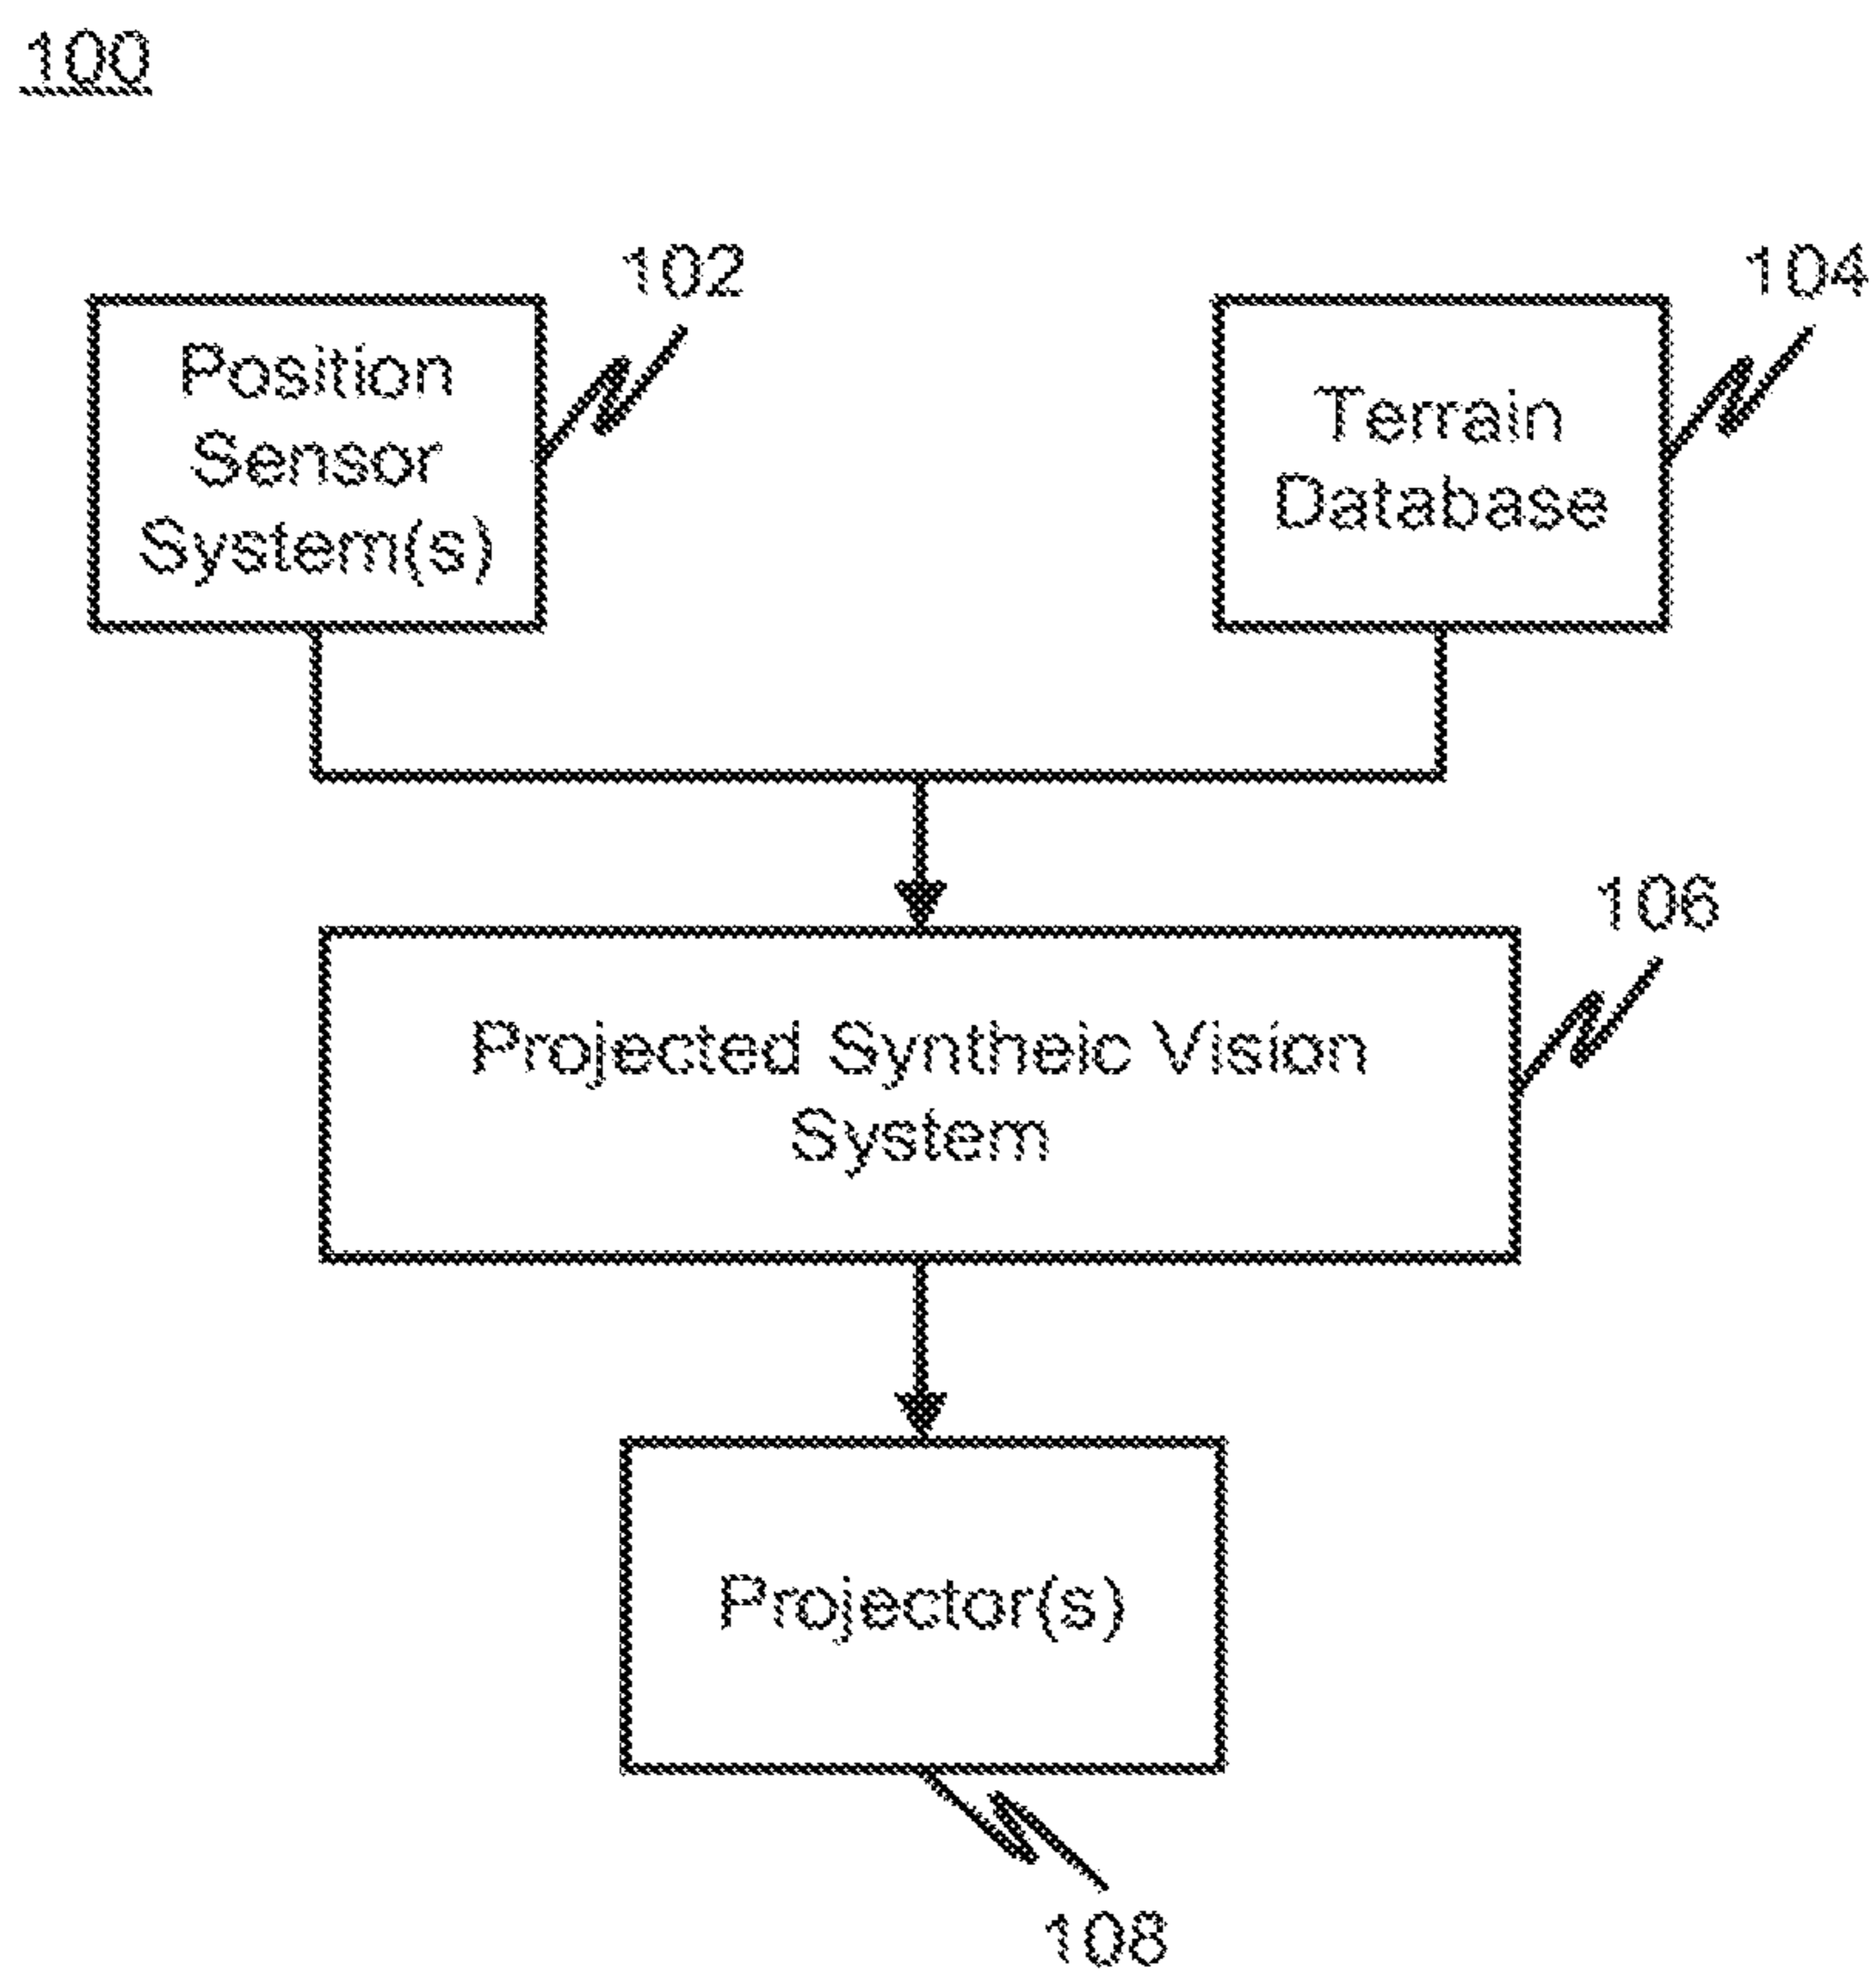 100
102
104
Position
Sensor
System(s)
Terrain
Database
106
Projected Syntheic Vision
System
Projector(s)
108